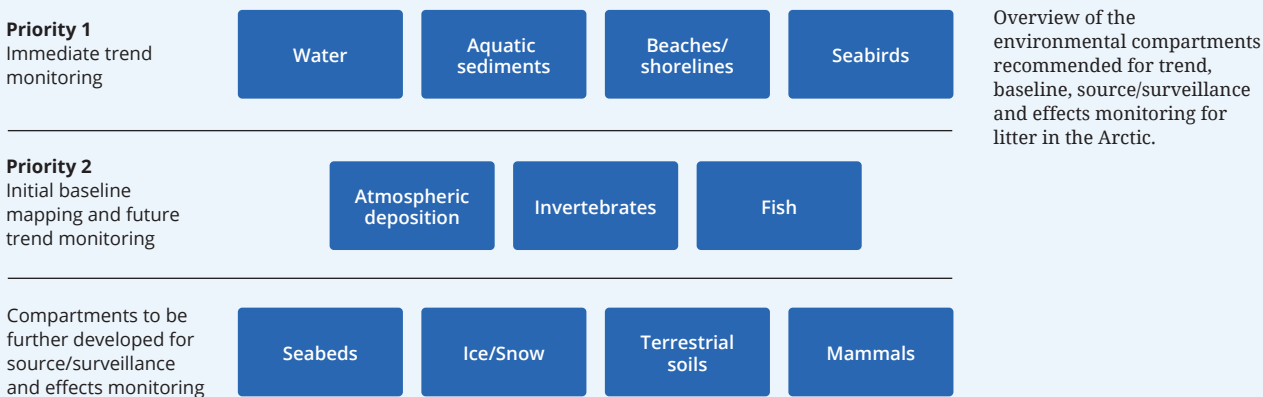 Priority 1
Immediate trend
monitoring
Water
Aquatic
sediments
Beaches/
shorelines
Seabirds
Overview of the
environmental compartments
recommended for trend,
baseline, source/surveillance
and effects monitoring for
litter in the Arctic.
Priority 2
Initial baseline
mapping and future
trend monitoring
Atmospheric
deposition
Invertebrates
Fish
Compartments to be
further developed for
source/surveillance
and effects monitoring
Seabeds
Ice/Snow
Terrestrial
soils
Mammals